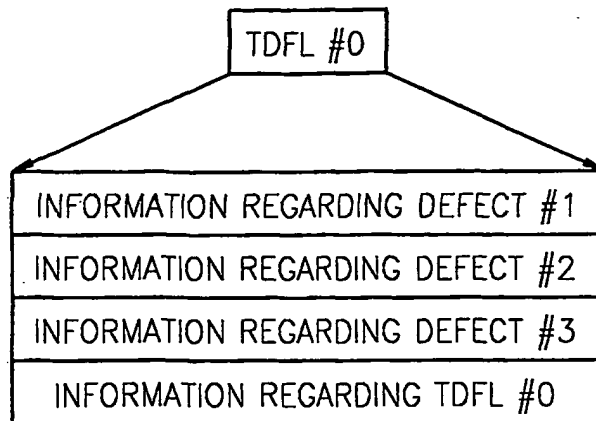 TDFL #0
INFORMATION REGARDING DEFECT #1
INFORMATION REGARDING DEFECT #2
INFORMATION REGARDING DEFECT #3
INFORMATION REGARDING TDFL #0